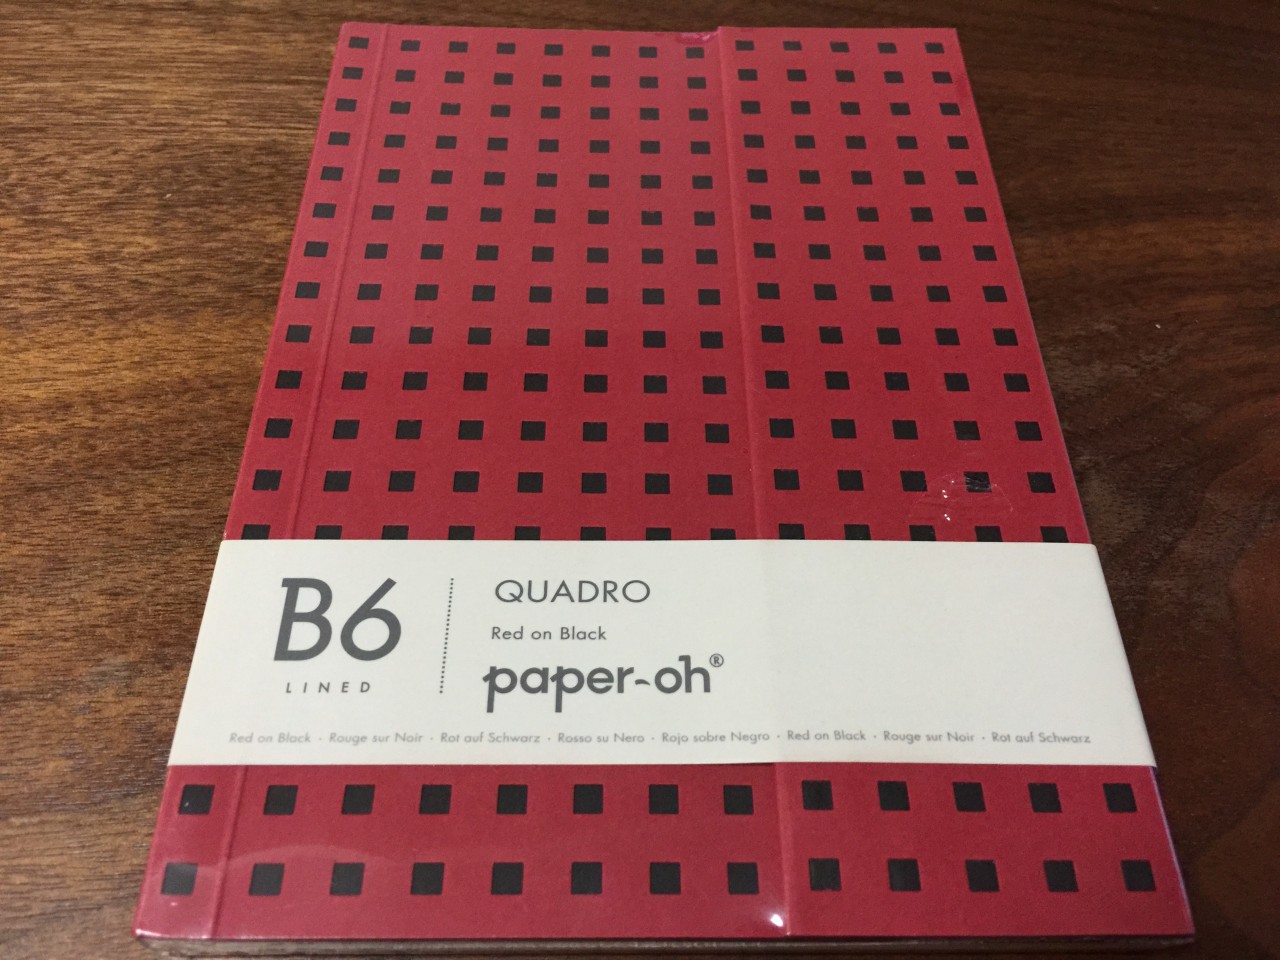 B6
LINED
QUADRO
Red on Black
paper-oh®
Red on Black · Rouge sur Noir · Rot auf Schwarz · Rosso su Nero · Rojo sobre Negro · Red on Black · Rouge sur Noir · Rot auf Schwarz